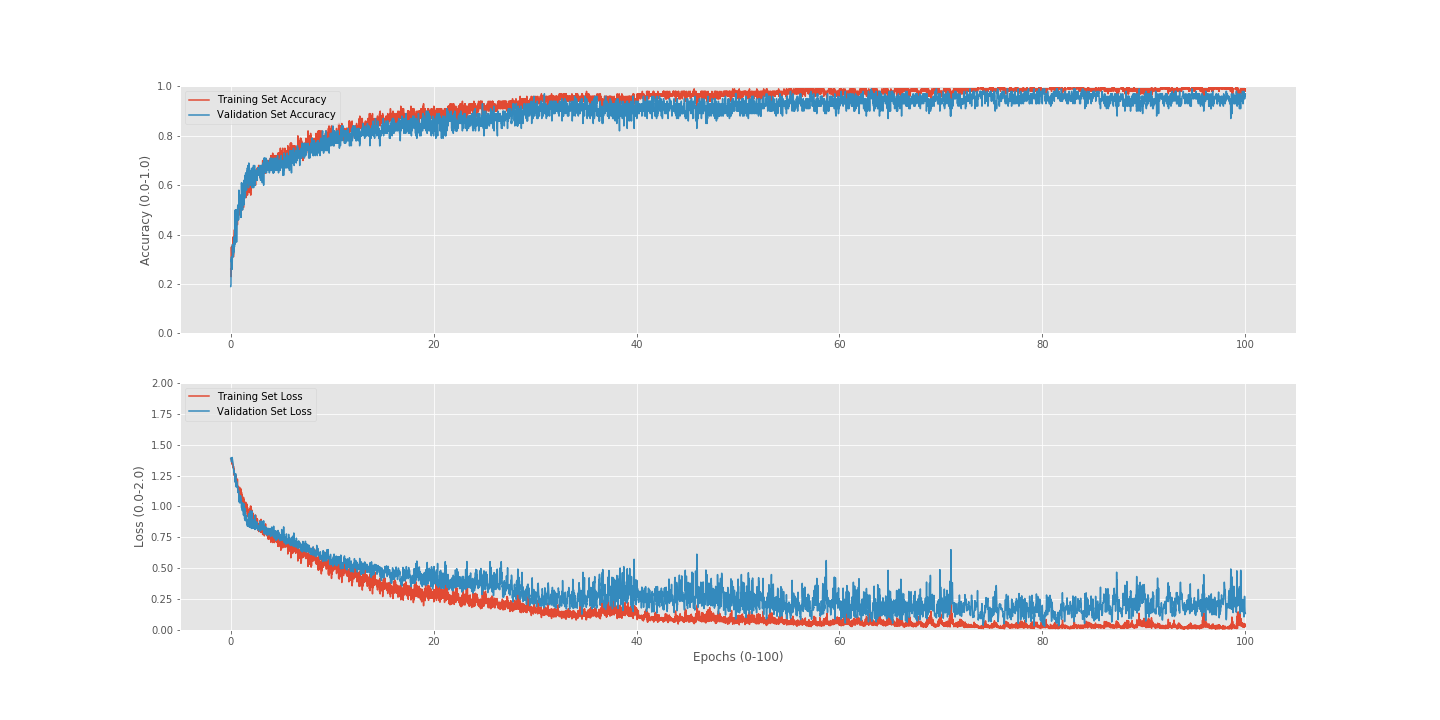 1.0
0.8
0.6
0.4
0.2
0.0
Accuracy (0.0-1.0)
Training Set Accuracy
Validation Set Accuracy
0 20 40 60 80 100
2.00
1.75
1.50
1.25
1.00
0.75
0.50
0.25
0.00
Loss (0.0-2.0)
Training Set Loss
Validation Set Loss
0 20 40 60 80 100
Epochs (0-100)